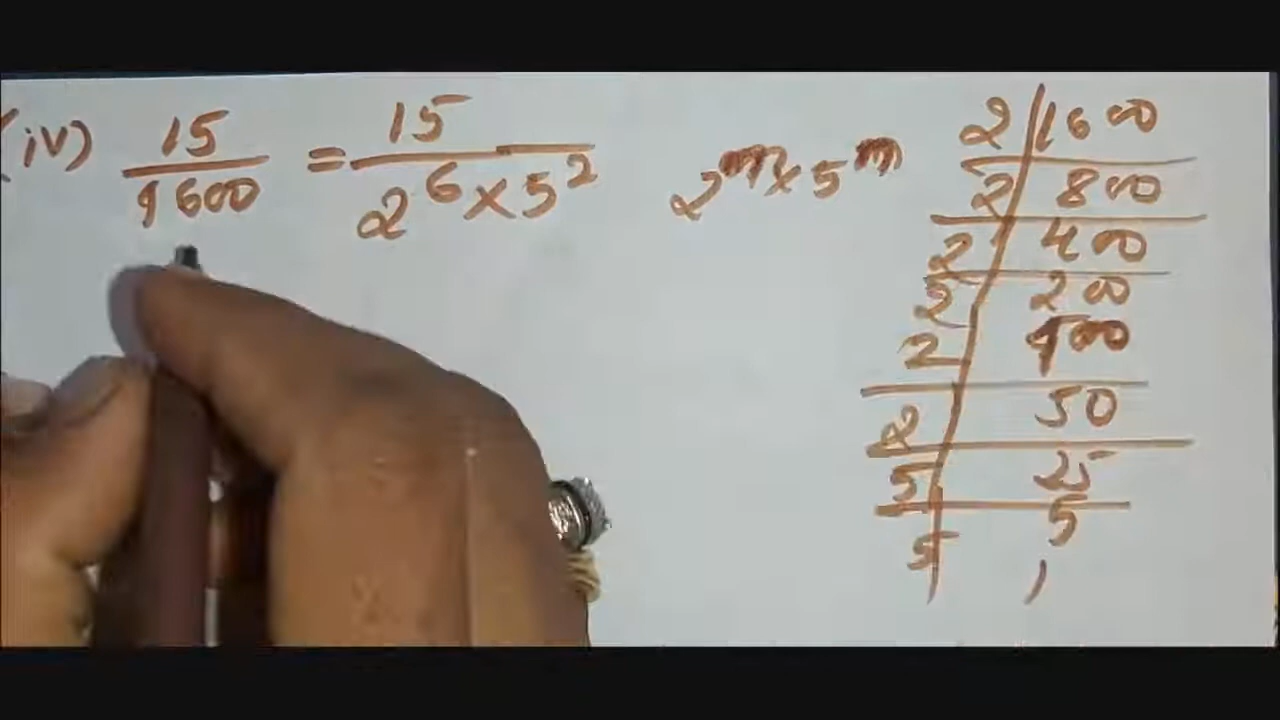 (iv) 15/1600 = 15/2⁶×5² 2ᵐ×5ᵐ
2 | 1600
2 | 800
2 | 400
2 | 200
2 | 100
2 | 50
5 | 25
5 | 5
1